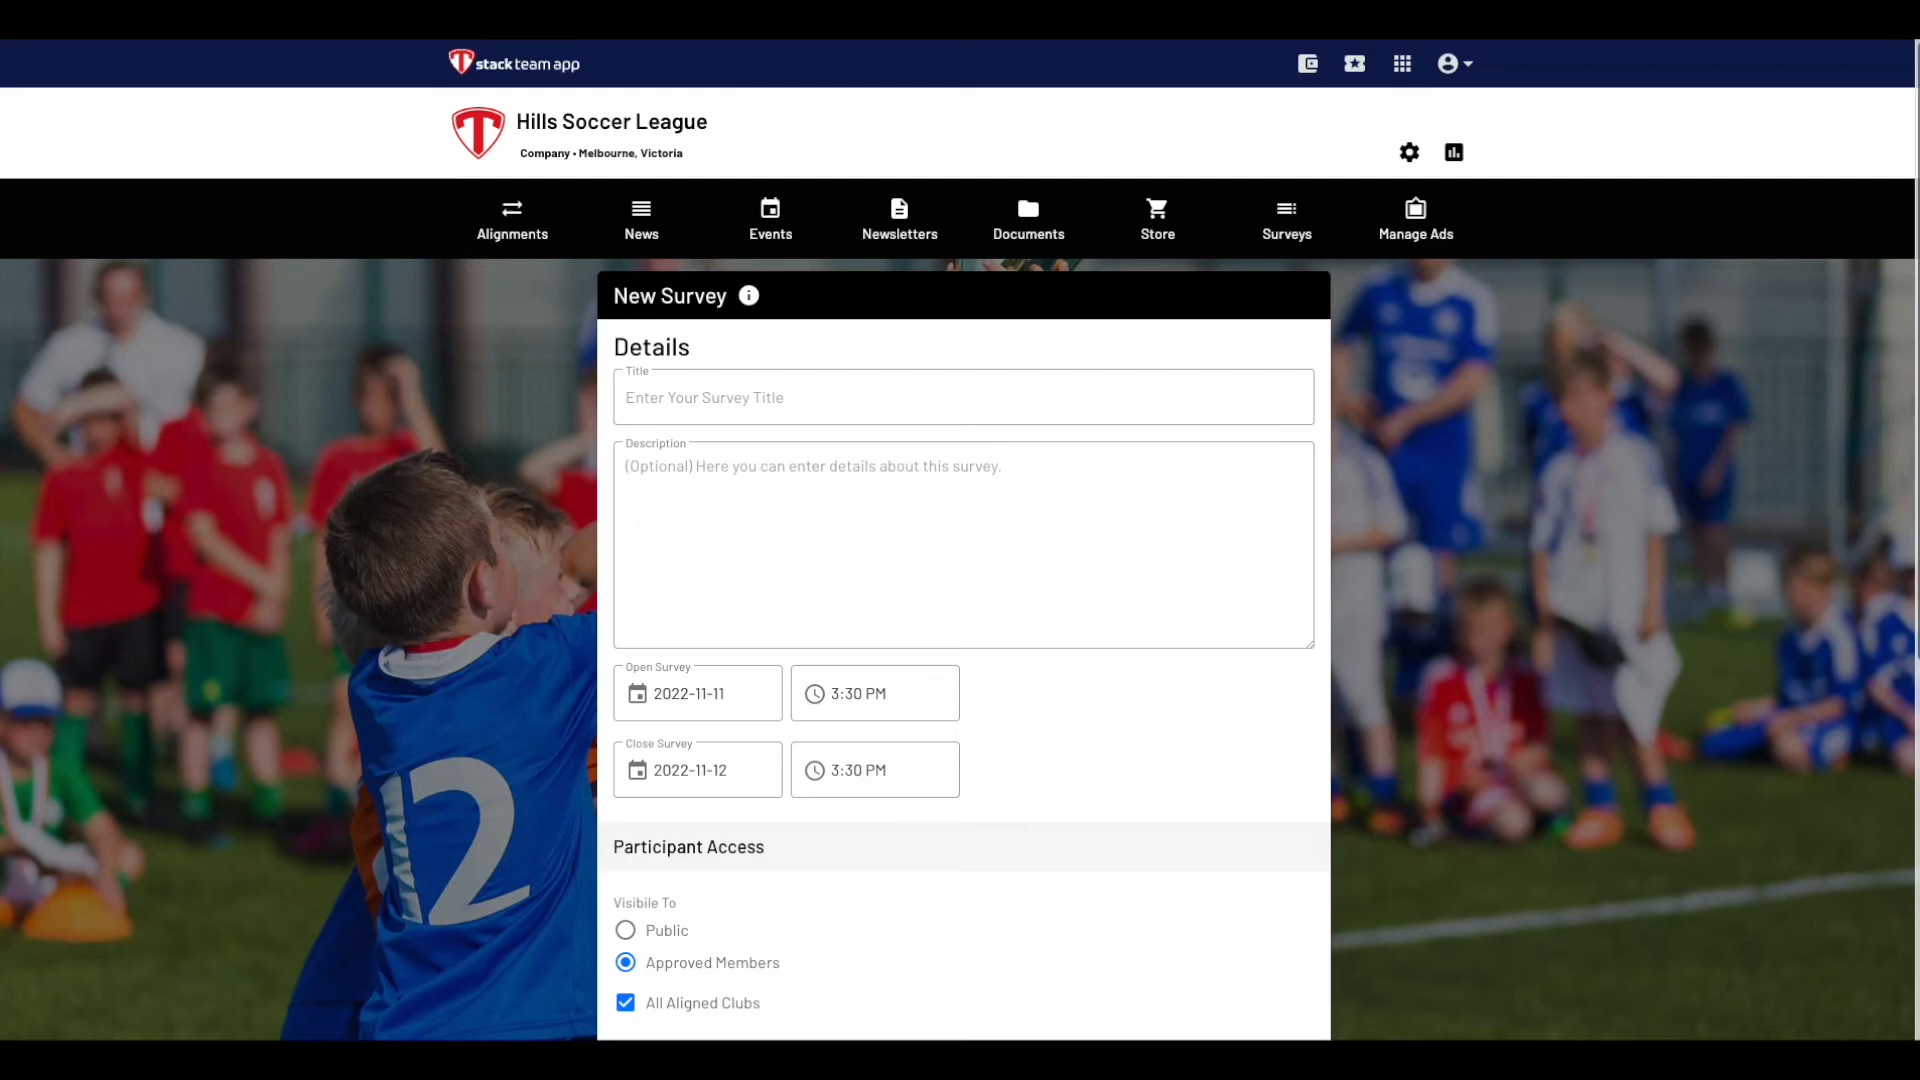 stack team app
Hills Soccer League
Company • Melbourne, Victoria
Alignments
News
Events
Newsletters
Documents
Store
Surveys
Manage Ads
New Survey
Details
Title
Enter Your Survey Title
Description
(Optional) Here you can enter details about this survey.
Open Survey
2022-11-11
3:30 PM
Close Survey
2022-11-12
3:30 PM
Participant Access
Visibile To
Public
Approved Members
All Aligned Clubs
12